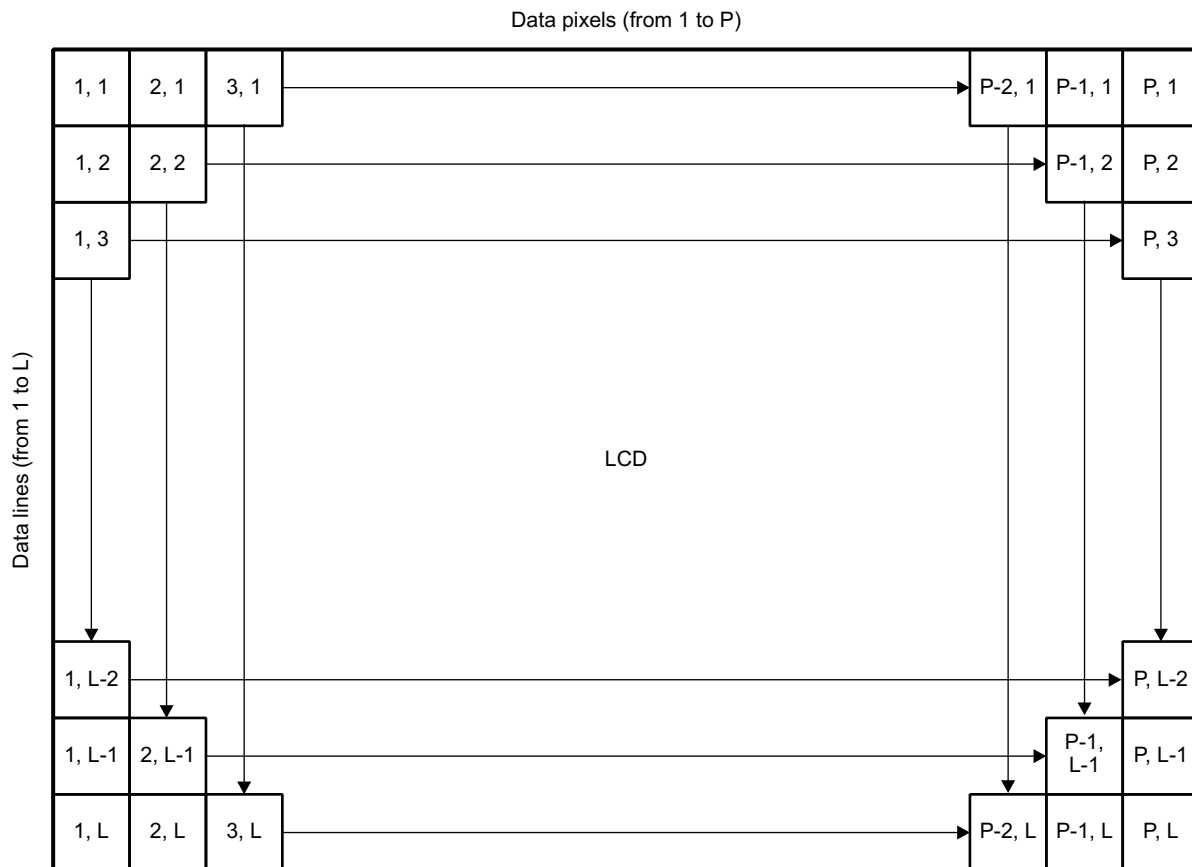 Data pixels (from 1 to P)
1, 1 2, 1 3, 1 P-2, 1 P-1, 1 P, 1
1, 2 2, 2 P-1, 2 P, 2
1, 3 P, 3
Data lines (from 1 to L)
LCD
1, L-2 P, L-2
1, L-1 2, L-1 P-1, L-1 P, L-1
1, L 2, L 3, L P-2, L P-1, L P, L